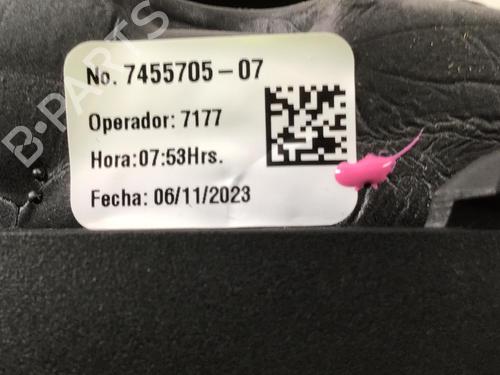 No. 7455705-07
Operador: 7177
Hora:07:53Hrs.
Fecha: 06/11/2023
B-PARTS